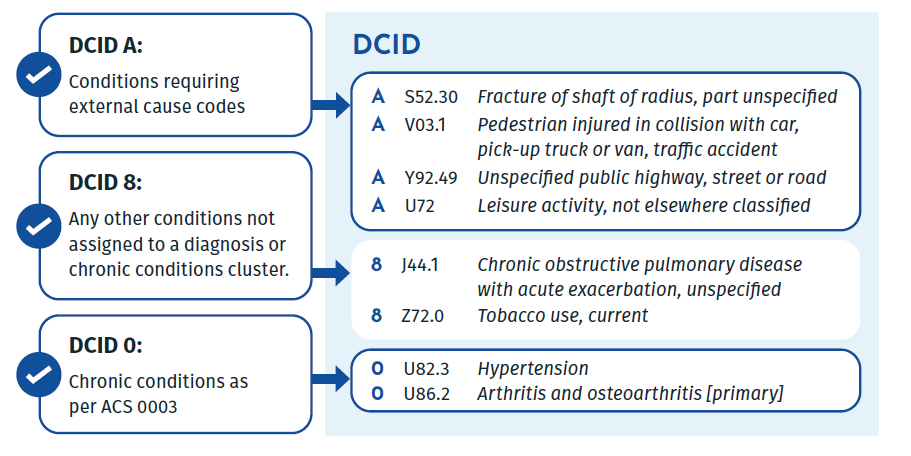 DCID A:
Conditions requiring
external cause codes
DCID 8:
Any other conditions not
assigned to a diagnosis or
chronic conditions cluster.
DCID 0:
Chronic conditions as
per ACS 0003
DCID
A S52.30 Fracture of shaft of radius, part unspecified
A V03.1 Pedestrian injured in collision with car,
pick-up truck or van, traffic accident
A Y92.49 Unspecified public highway, street or road
A U72 Leisure activity, not elsewhere classified
8 J44.1 Chronic obstructive pulmonary disease
with acute exacerbation, unspecified
8 Z72.0 Tobacco use, current
0 U82.3 Hypertension
0 U86.2 Arthritis and osteoarthritis [primary]